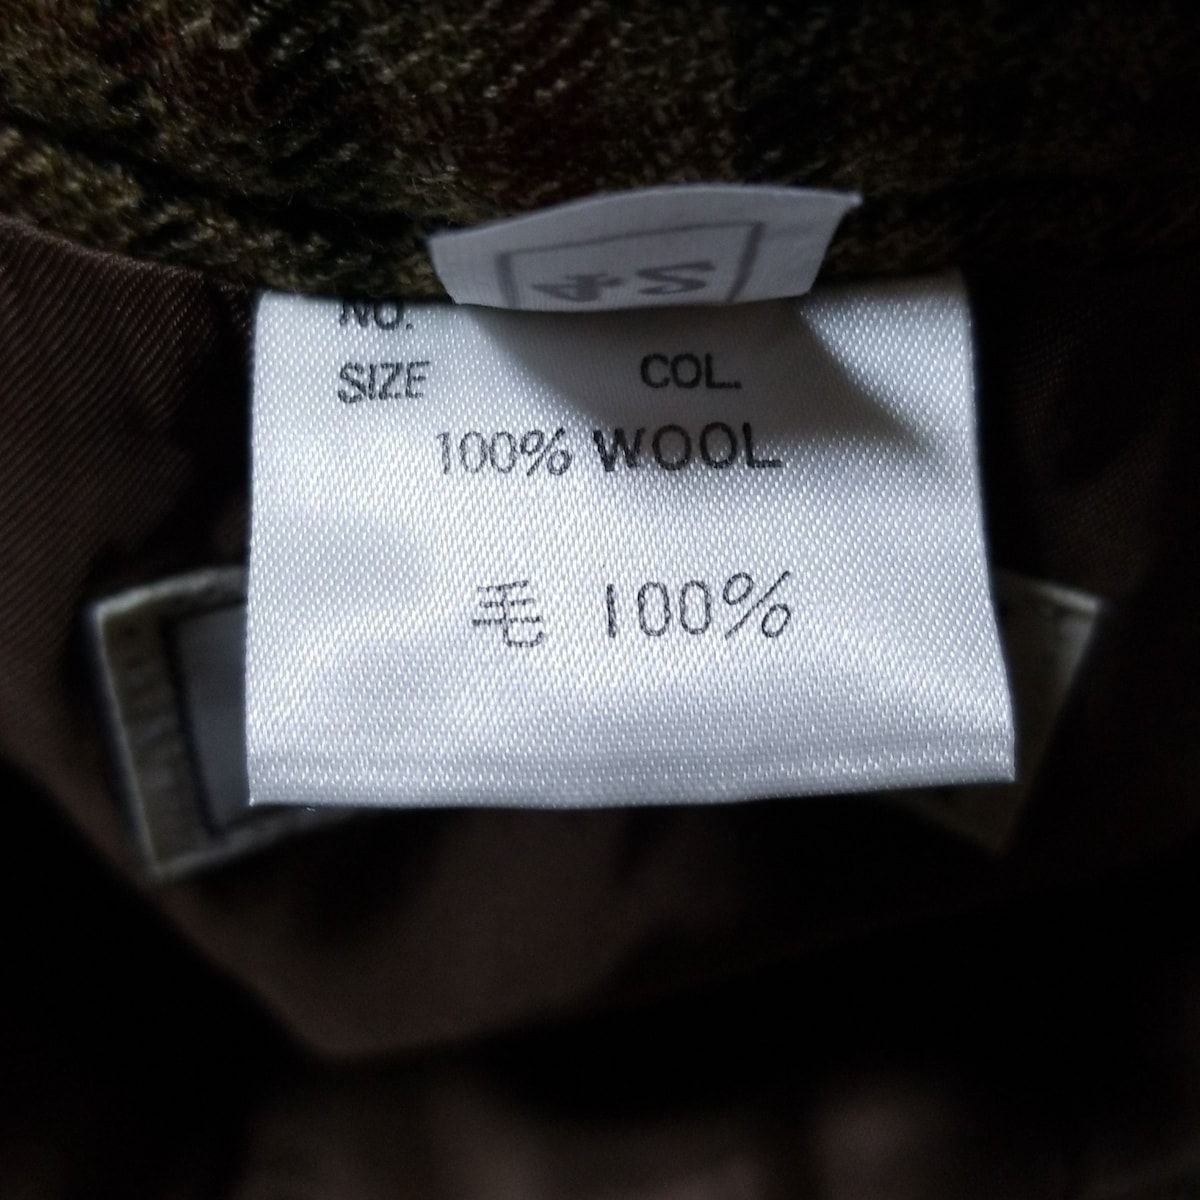 NO.
SIZE COL.
100% WOOL
毛 100%